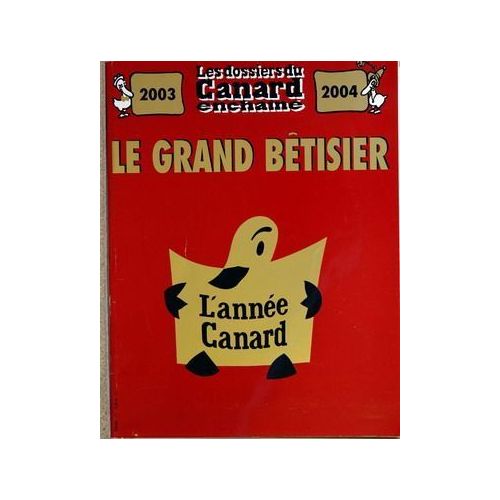 Les dossiers du
2003 Canard 2004
enchaîné
LE GRAND BÊTISIER
L'année
Canard